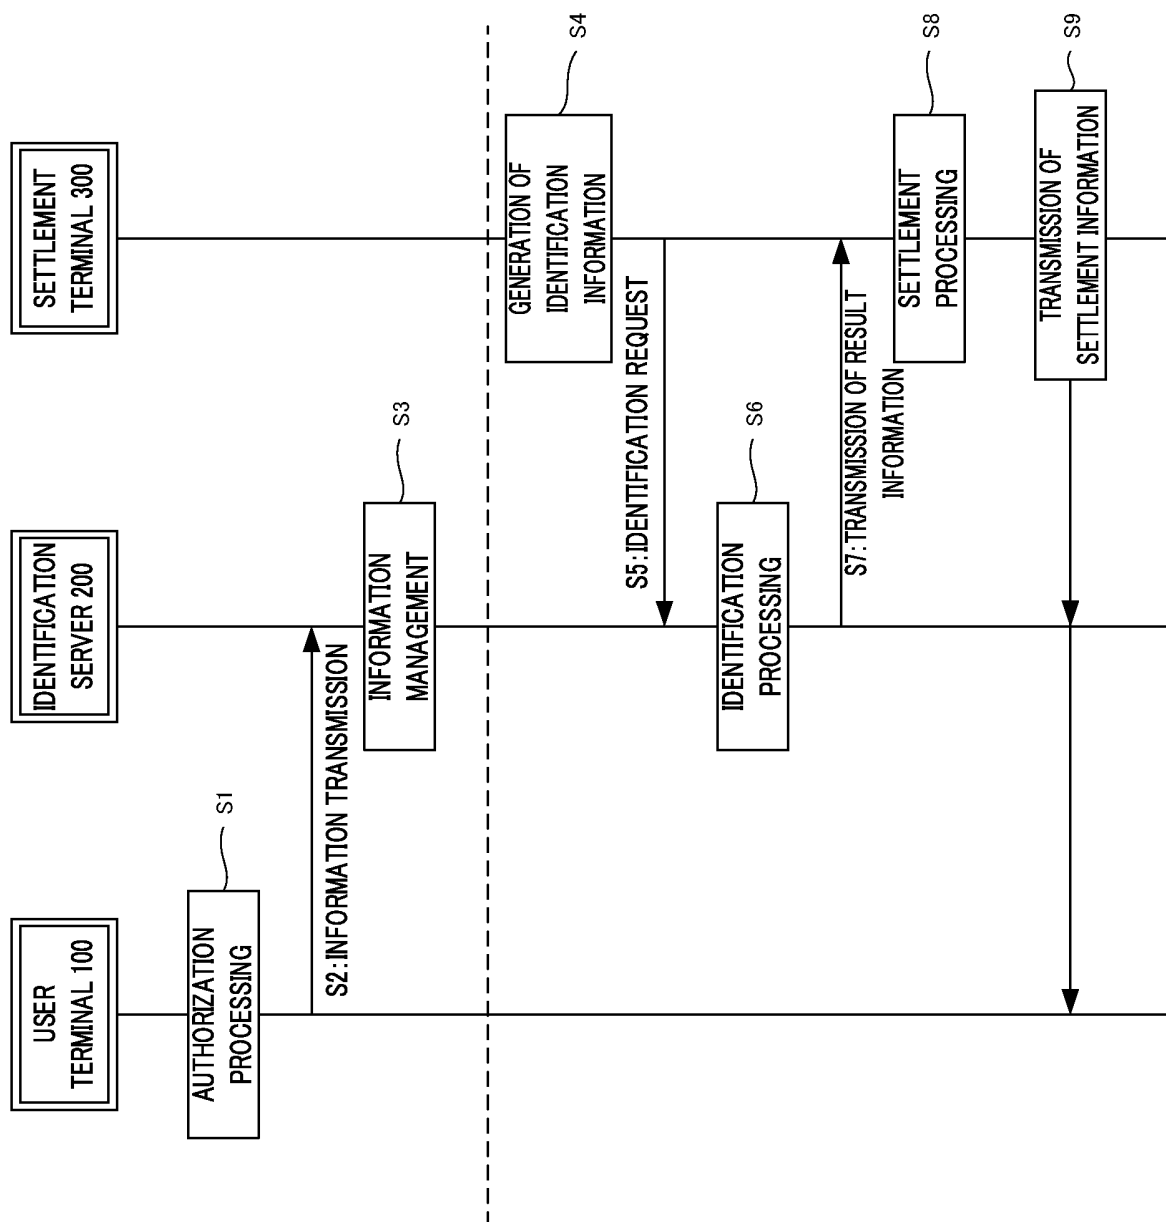 USER
TERMINAL 100
IDENTIFICATION
SERVER 200
SETTLEMENT
TERMINAL 300
AUTHORIZATION
PROCESSING
S1
S2:INFORMATION TRANSMISSION
INFORMATION
MANAGEMENT
S3
GENERATION OF
IDENTIFICATION
INFORMATION
S4
S5:IDENTIFICATION REQUEST
IDENTIFICATION
PROCESSING
S6
S7:TRANSMISSION OF RESULT
INFORMATION
SETTLEMENT
PROCESSING
S8
TRANSMISSION OF
SETTLEMENT INFORMATION
S9